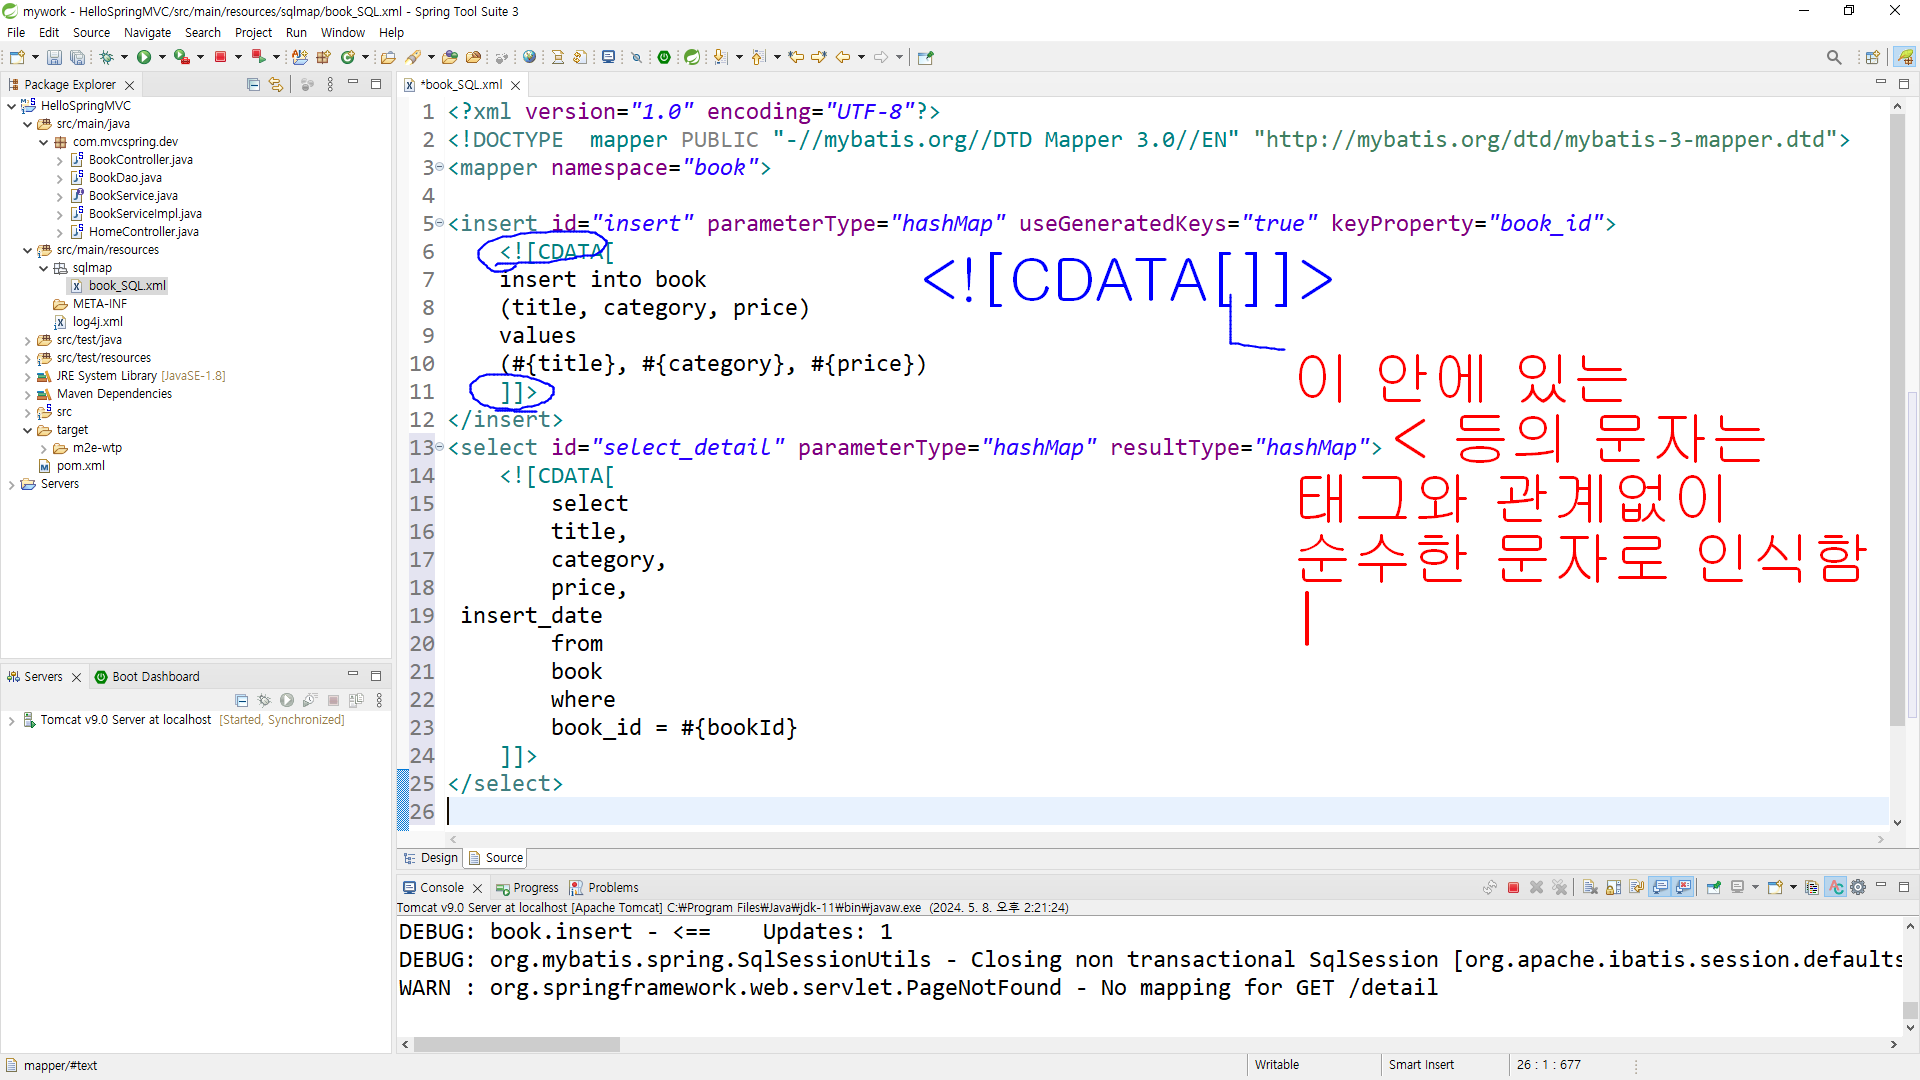 mywork - HelloSpringMVC/src/main/resources/sqlmap/book_SQL.xml - Spring Tool Suite 3
File Edit Source Navigate Search Project Run Window Help
Package Explorer
HelloSpringMVC
src/main/java
com.mvcspring.dev
BookController.java
BookDao.java
BookService.java
BookServiceImpl.java
HomeController.java
src/main/resources
sqlmap
book_SQL.xml
META-INF
log4j.xml
src/test/java
src/test/resources
JRE System Library [JavaSE-1.8]
Maven Dependencies
src
target
m2e-wtp
pom.xml
Servers
Servers Boot Dashboard
Tomcat v9.0 Server at localhost [Started, Synchronized]
*book_SQL.xml
1 <?xml version="1.0" encoding="UTF-8"?>
2 <!DOCTYPE  mapper PUBLIC "-//mybatis.org//DTD Mapper 3.0//EN" "http://mybatis.org/dtd/mybatis-3-mapper.dtd">
3 <mapper namespace="book">
4
5 <insert id="insert" parameterType="hashMap" useGeneratedKeys="true" keyProperty="book_id">
6     <![CDATA[
7     insert into book
8     (title, category, price)
9     values
10     (#{title}, #{category}, #{price})
11     ]]>
12 </insert>
13 <select id="select_detail" parameterType="hashMap" resultType="hashMap">
14     <![CDATA[
15         select
16         title,
17         category,
18         price,
19  insert_date
20         from
21         book
22         where
23         book_id = #{bookId}
24     ]]>
25 </select>
26
<![CDATA[]]>
이 안에 있는
< 등의 문자는
태그와 관계없이
순수한 문자로 인식함
Design Source
Console Progress Problems
Tomcat v9.0 Server at localhost [Apache Tomcat] C:₩Program Files₩Java₩jdk-11₩bin₩javaw.exe  (2024. 5. 8. 오후 2:21:24)
DEBUG: book.insert - <==    Updates: 1
DEBUG: org.mybatis.spring.SqlSessionUtils - Closing non transactional SqlSession [org.apache.ibatis.session.defaults
WARN : org.springframework.web.servlet.PageNotFound - No mapping for GET /detail
mapper/#text Writable Smart Insert 26 : 1 : 677